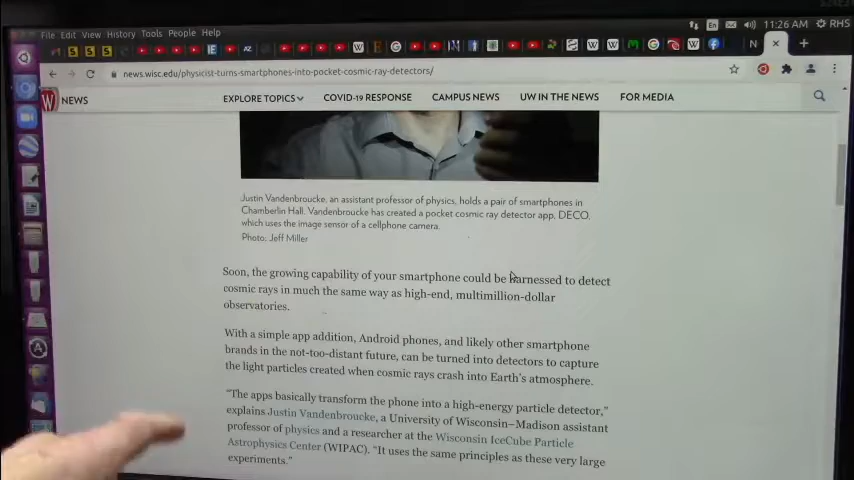 File Edit View History Tools People Help
En
11:26 AM
RHS
news.wisc.edu/physicist-turns-smartphones-into-pocket-cosmic-ray-detectors/
W NEWS
EXPLORE TOPICS
COVID-19 RESPONSE
CAMPUS NEWS
UW IN THE NEWS
FOR MEDIA
Justin Vandenbroucke, an assistant professor of physics, holds a pair of smartphones in
Chamberlin Hall. Vandenbroucke has created a pocket cosmic ray detector app, DECO,
which uses the image sensor of a cellphone camera.
Photo: Jeff Miller
Soon, the growing capability of your smartphone could be harnessed to detect
cosmic rays in much the same way as high-end, multimillion-dollar
observatories.
With a simple app addition, Android phones, and likely other smartphone
brands in the not-too-distant future, can be turned into detectors to capture
the light particles created when cosmic rays crash into Earth's atmosphere.
“The apps basically transform the phone into a high-energy particle detector,”
explains Justin Vandenbroucke, a University of Wisconsin–Madison assistant
professor of physics and a researcher at the Wisconsin IceCube Particle
Astrophysics Center (WIPAC). “It uses the same principles as these very large
experiments.”